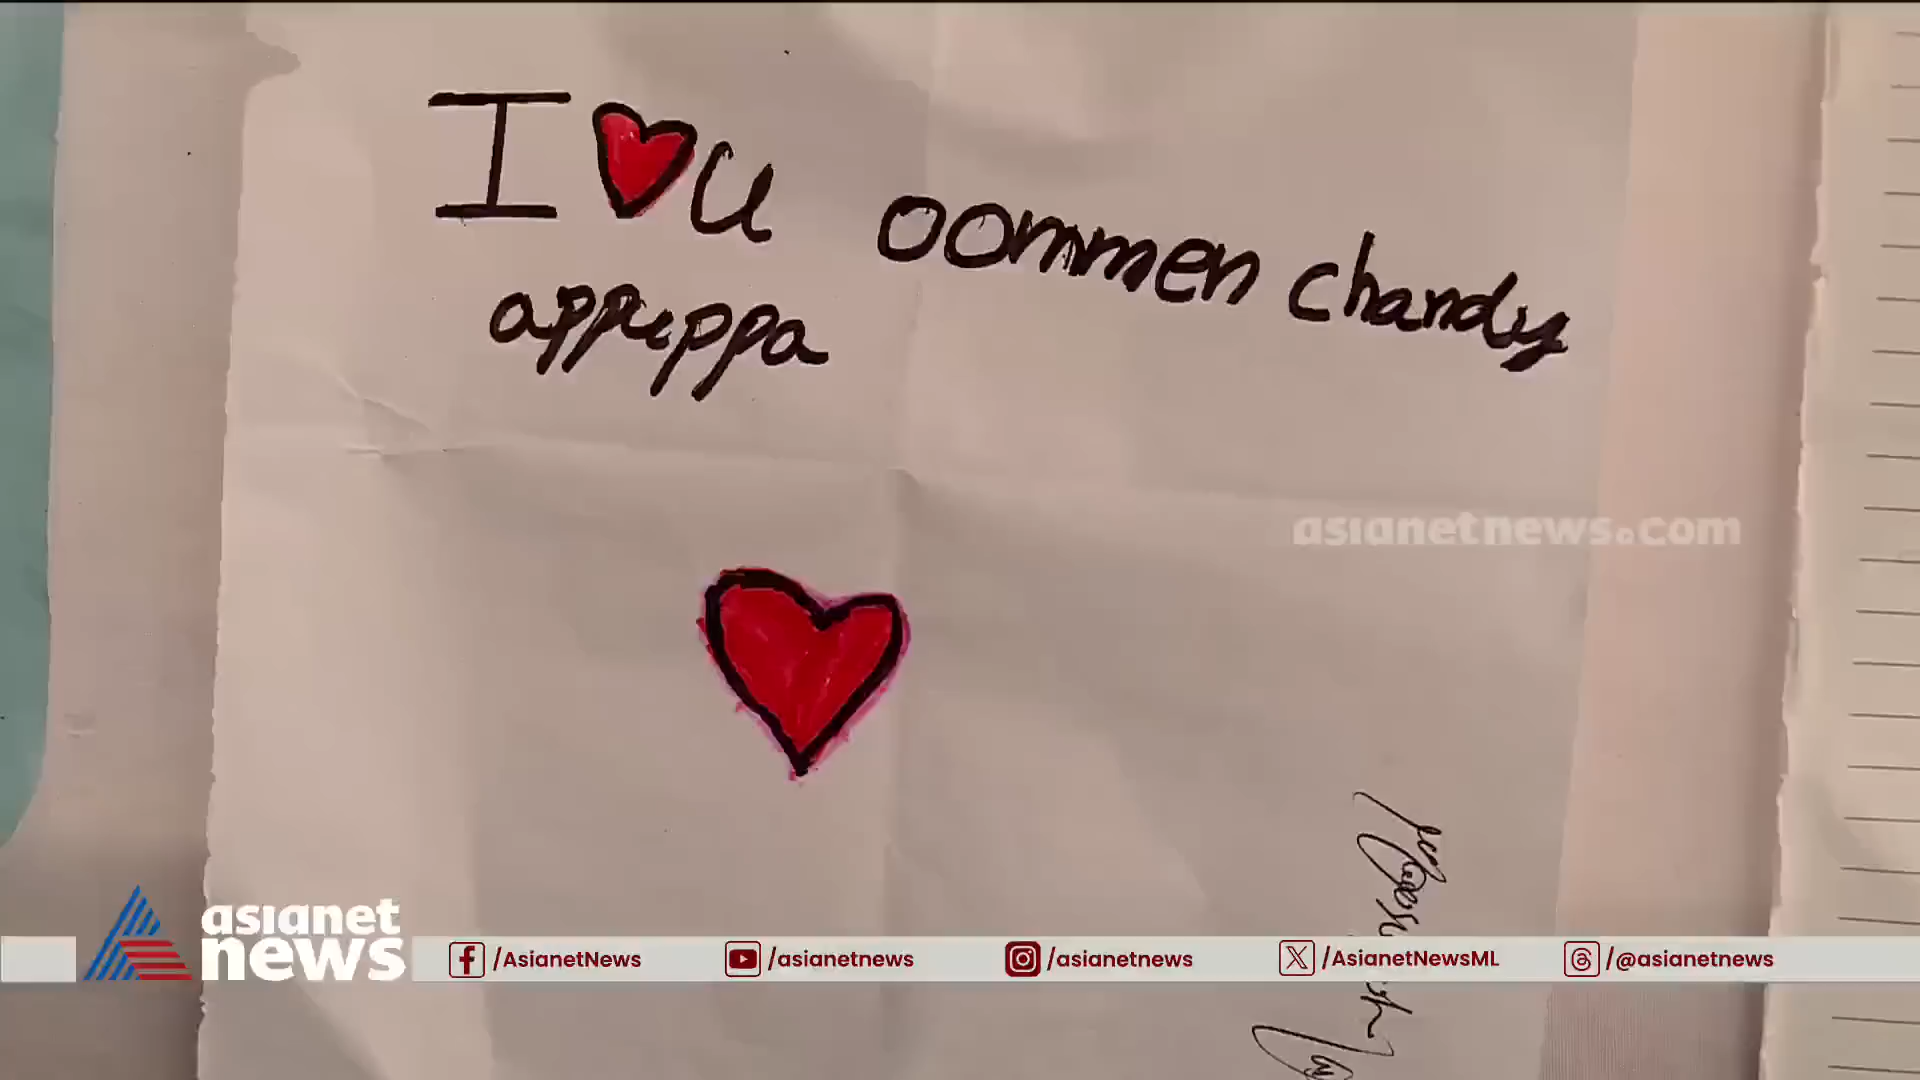 I ❤ U oommen chandy
appuppa
asianetnews.com
asianet
news
/AsianetNews
/asianetnews
/asianetnews
/AsianetNewsML
/@asianetnews